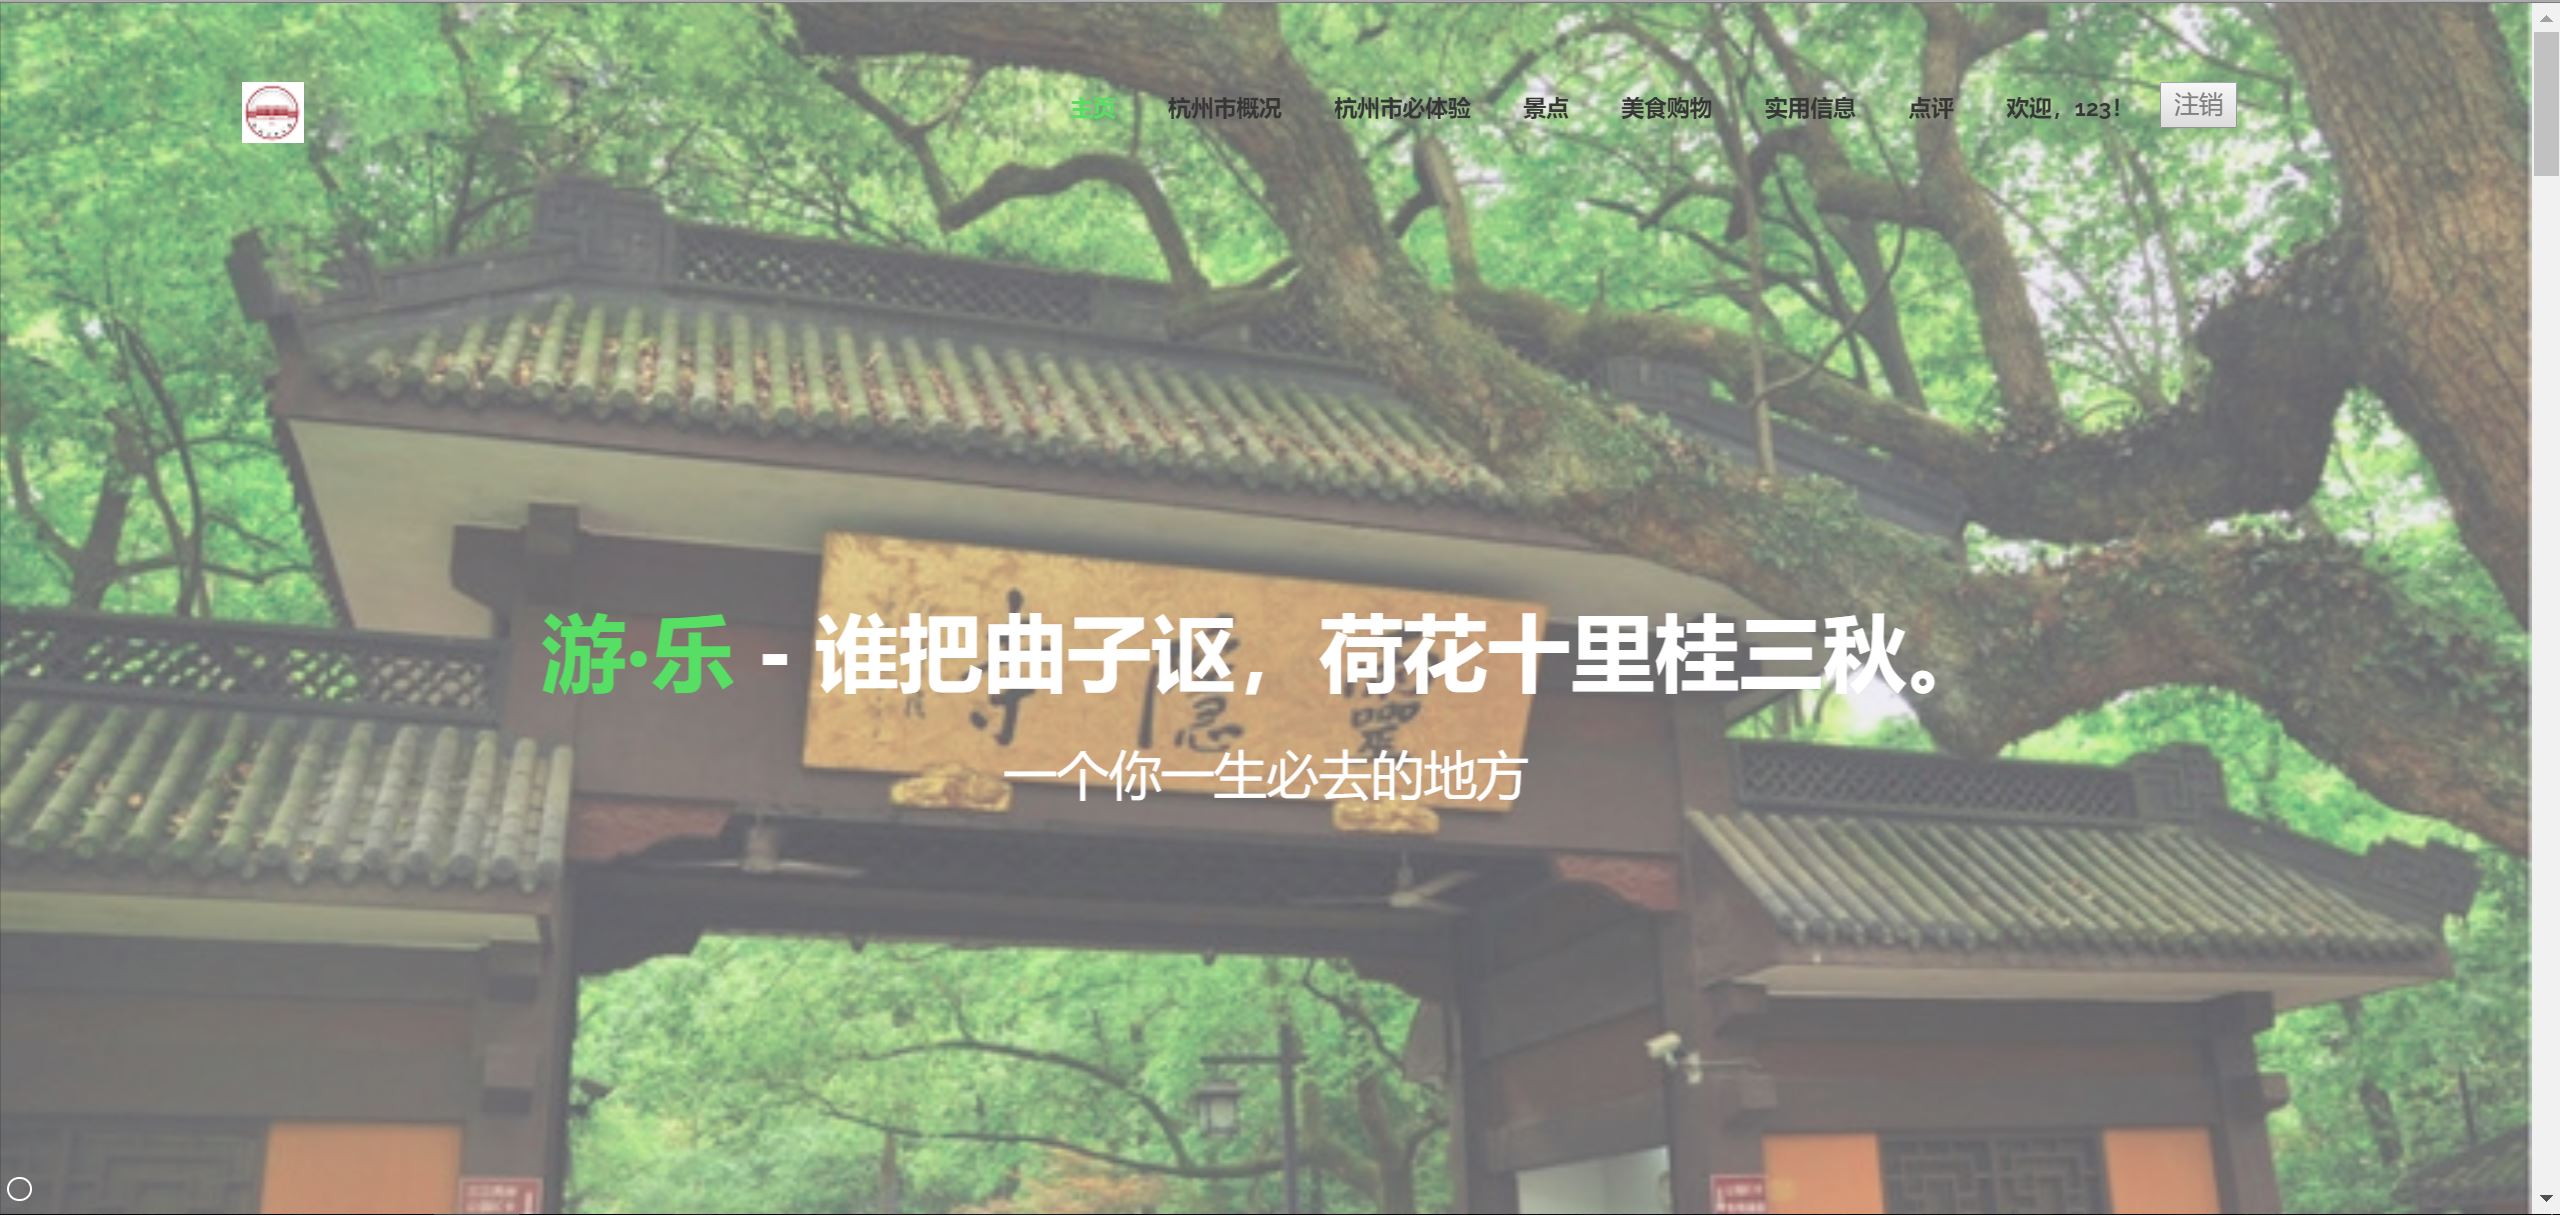 主页 杭州市概况 杭州市必体验 景点 美食购物 实用信息 点评 欢迎，123！ 注销
游·乐 - 谁把曲子讴，荷花十里桂三秋。
一个你一生必去的地方